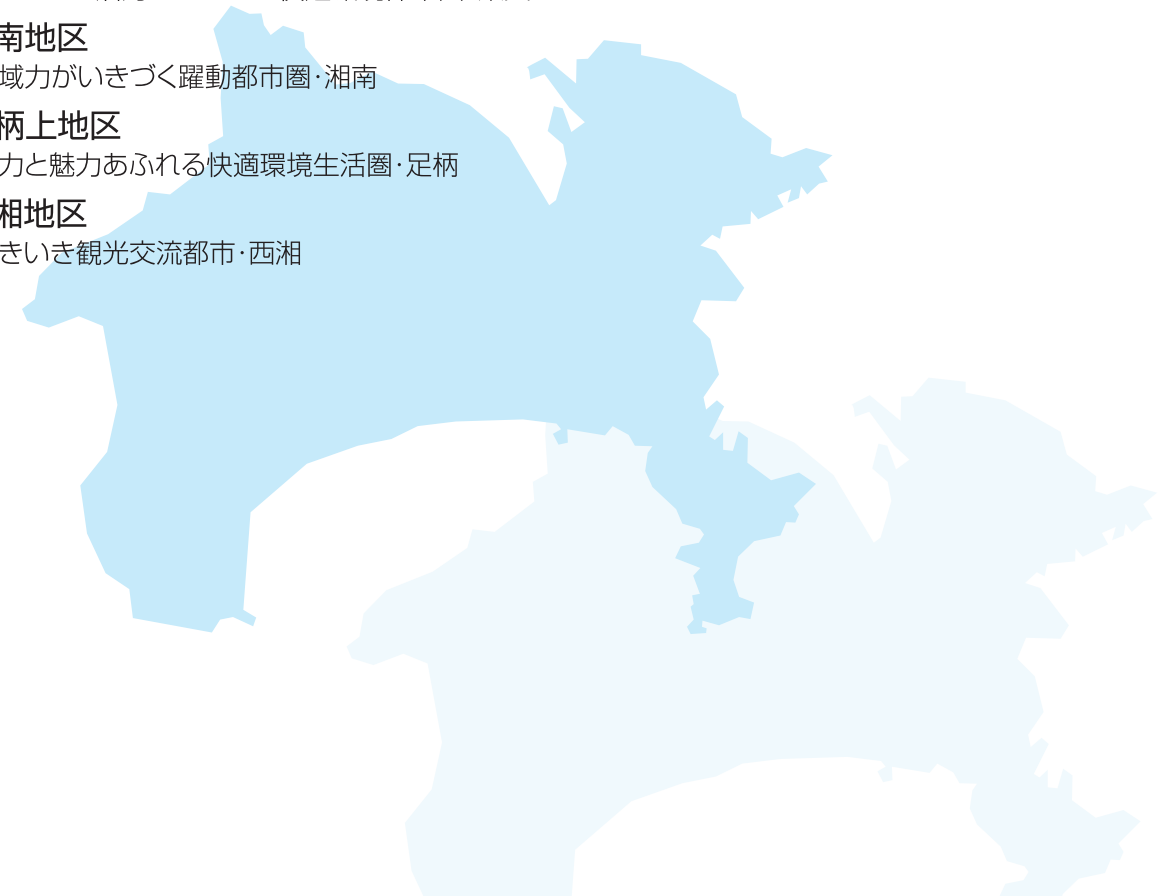 南地区
域力がいきづく躍動都市圏・湘南
柄上地区
力と魅力あふれる快適環境生活圏・足柄
湘地区
きいき観光交流都市・西湘